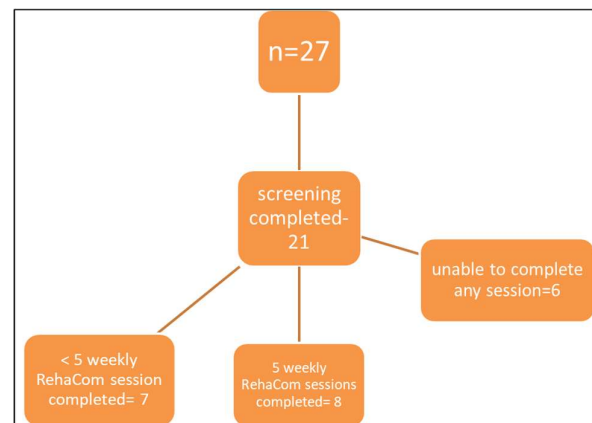 n=27
screening
completed-
21
unable to complete
any session=6
< 5 weekly
RehaCom session
completed= 7
5 weekly
RehaCom sessions
completed= 8